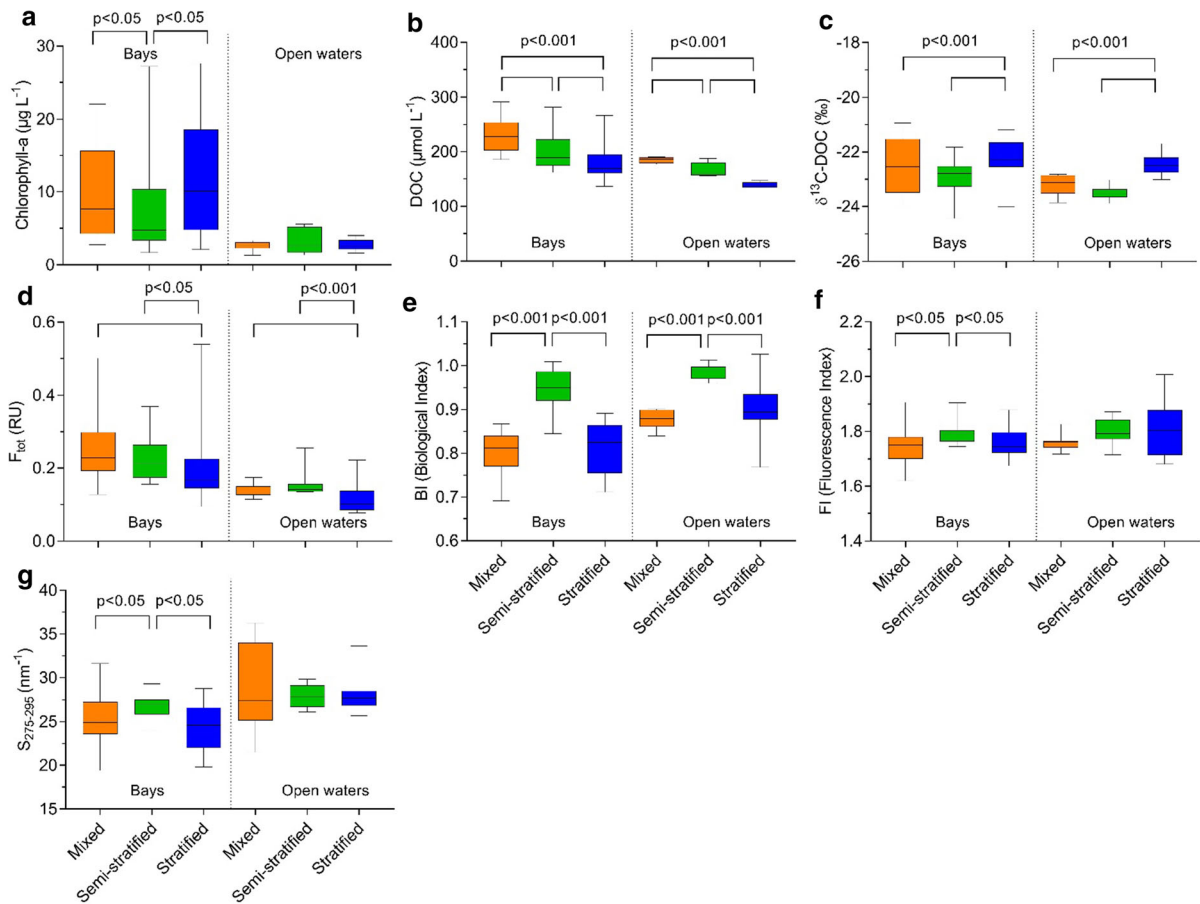 a
p<0.05 p<0.05
Bays Open waters
Chlorophyll-a (µg L⁻¹)
30
20
10
0
b
p<0.001 p<0.001
DOC (µmol L⁻¹)
400
300
250
200
150
100
0
Bays Open waters
c
p<0.001 p<0.001
δ¹³C-DOC (‰)
-18
-20
-22
-24
-26
Bays Open waters
d
p<0.05 p<0.001
F_tot (RU)
0.6
0.4
0.2
0.0
Bays Open waters
e
p<0.001 p<0.001 p<0.001 p<0.001
BI (Biological Index)
1.1
1.0
0.9
0.8
0.7
0.6
Bays Open waters
Mixed
Semi-stratified
Stratified
Mixed
Semi-stratified
Stratified
f
p<0.05 p<0.05
FI (Fluorescence Index)
2.2
2.0
1.8
1.6
1.4
Bays Open waters
Mixed
Semi-stratified
Stratified
Mixed
Semi-stratified
Stratified
g
p<0.05 p<0.05
S₂₇₅₋₂₉₅ (nm⁻¹)
40
35
30
25
20
15
Bays Open waters
Mixed
Semi-stratified
Stratified
Mixed
Semi-stratified
Stratified